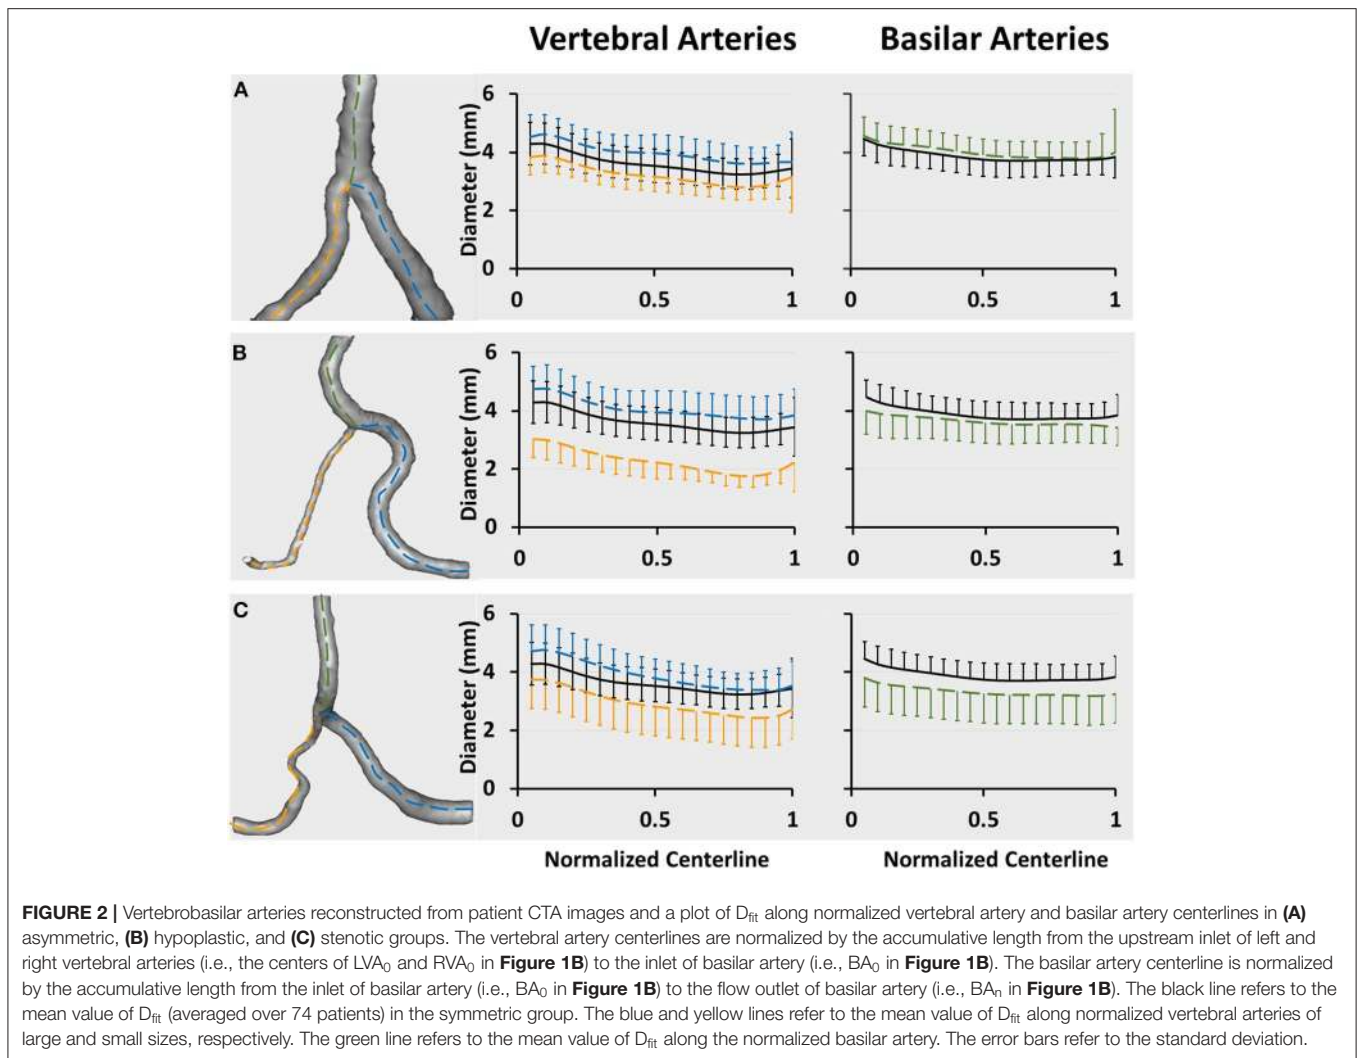 Vertebral Arteries Basilar Arteries
A
Diameter (mm)
6
4
2
0
0 0.5 1
0 0.5 1
B
Diameter (mm)
6
4
2
0
0 0.5 1
0 0.5 1
C
Diameter (mm)
6
4
2
0
0 0.5 1
0 0.5 1
Normalized Centerline Normalized Centerline
FIGURE 2 | Vertebrobasilar arteries reconstructed from patient CTA images and a plot of Dfit along normalized vertebral artery and basilar artery centerlines in (A)
asymmetric, (B) hypoplastic, and (C) stenotic groups. The vertebral artery centerlines are normalized by the accumulative length from the upstream inlet of left and
right vertebral arteries (i.e., the centers of LVA0 and RVA0 in Figure 1B) to the inlet of basilar artery (i.e., BA0 in Figure 1B). The basilar artery centerline is normalized
by the accumulative length from the inlet of basilar artery (i.e., BA0 in Figure 1B) to the flow outlet of basilar artery (i.e., BAn in Figure 1B). The black line refers to the
mean value of Dfit (averaged over 74 patients) in the symmetric group. The blue and yellow lines refer to the mean value of Dfit along normalized vertebral arteries of
large and small sizes, respectively. The green line refers to the mean value of Dfit along the normalized basilar artery. The error bars refer to the standard deviation.